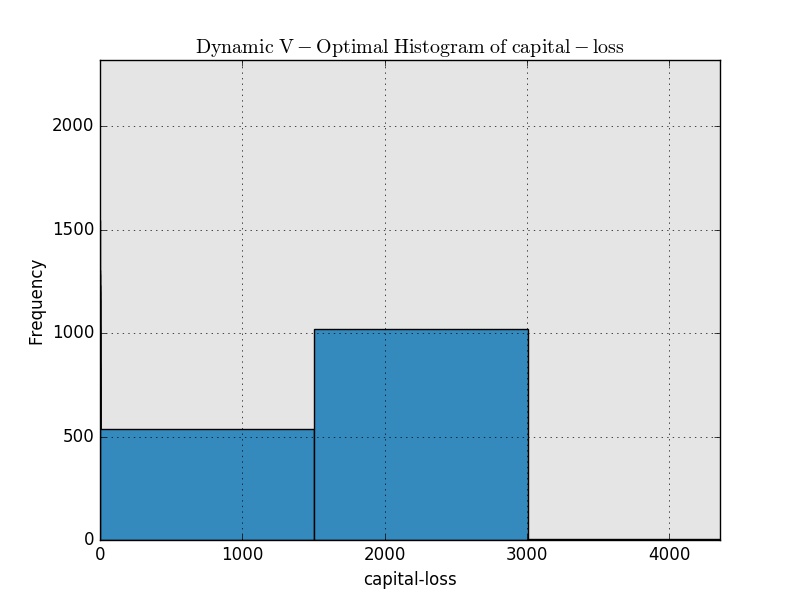 Dynamic V − Optimal Histogram of capital − loss
2000
1500
1000
500
0
Frequency
0 1000 2000 3000 4000
capital-loss